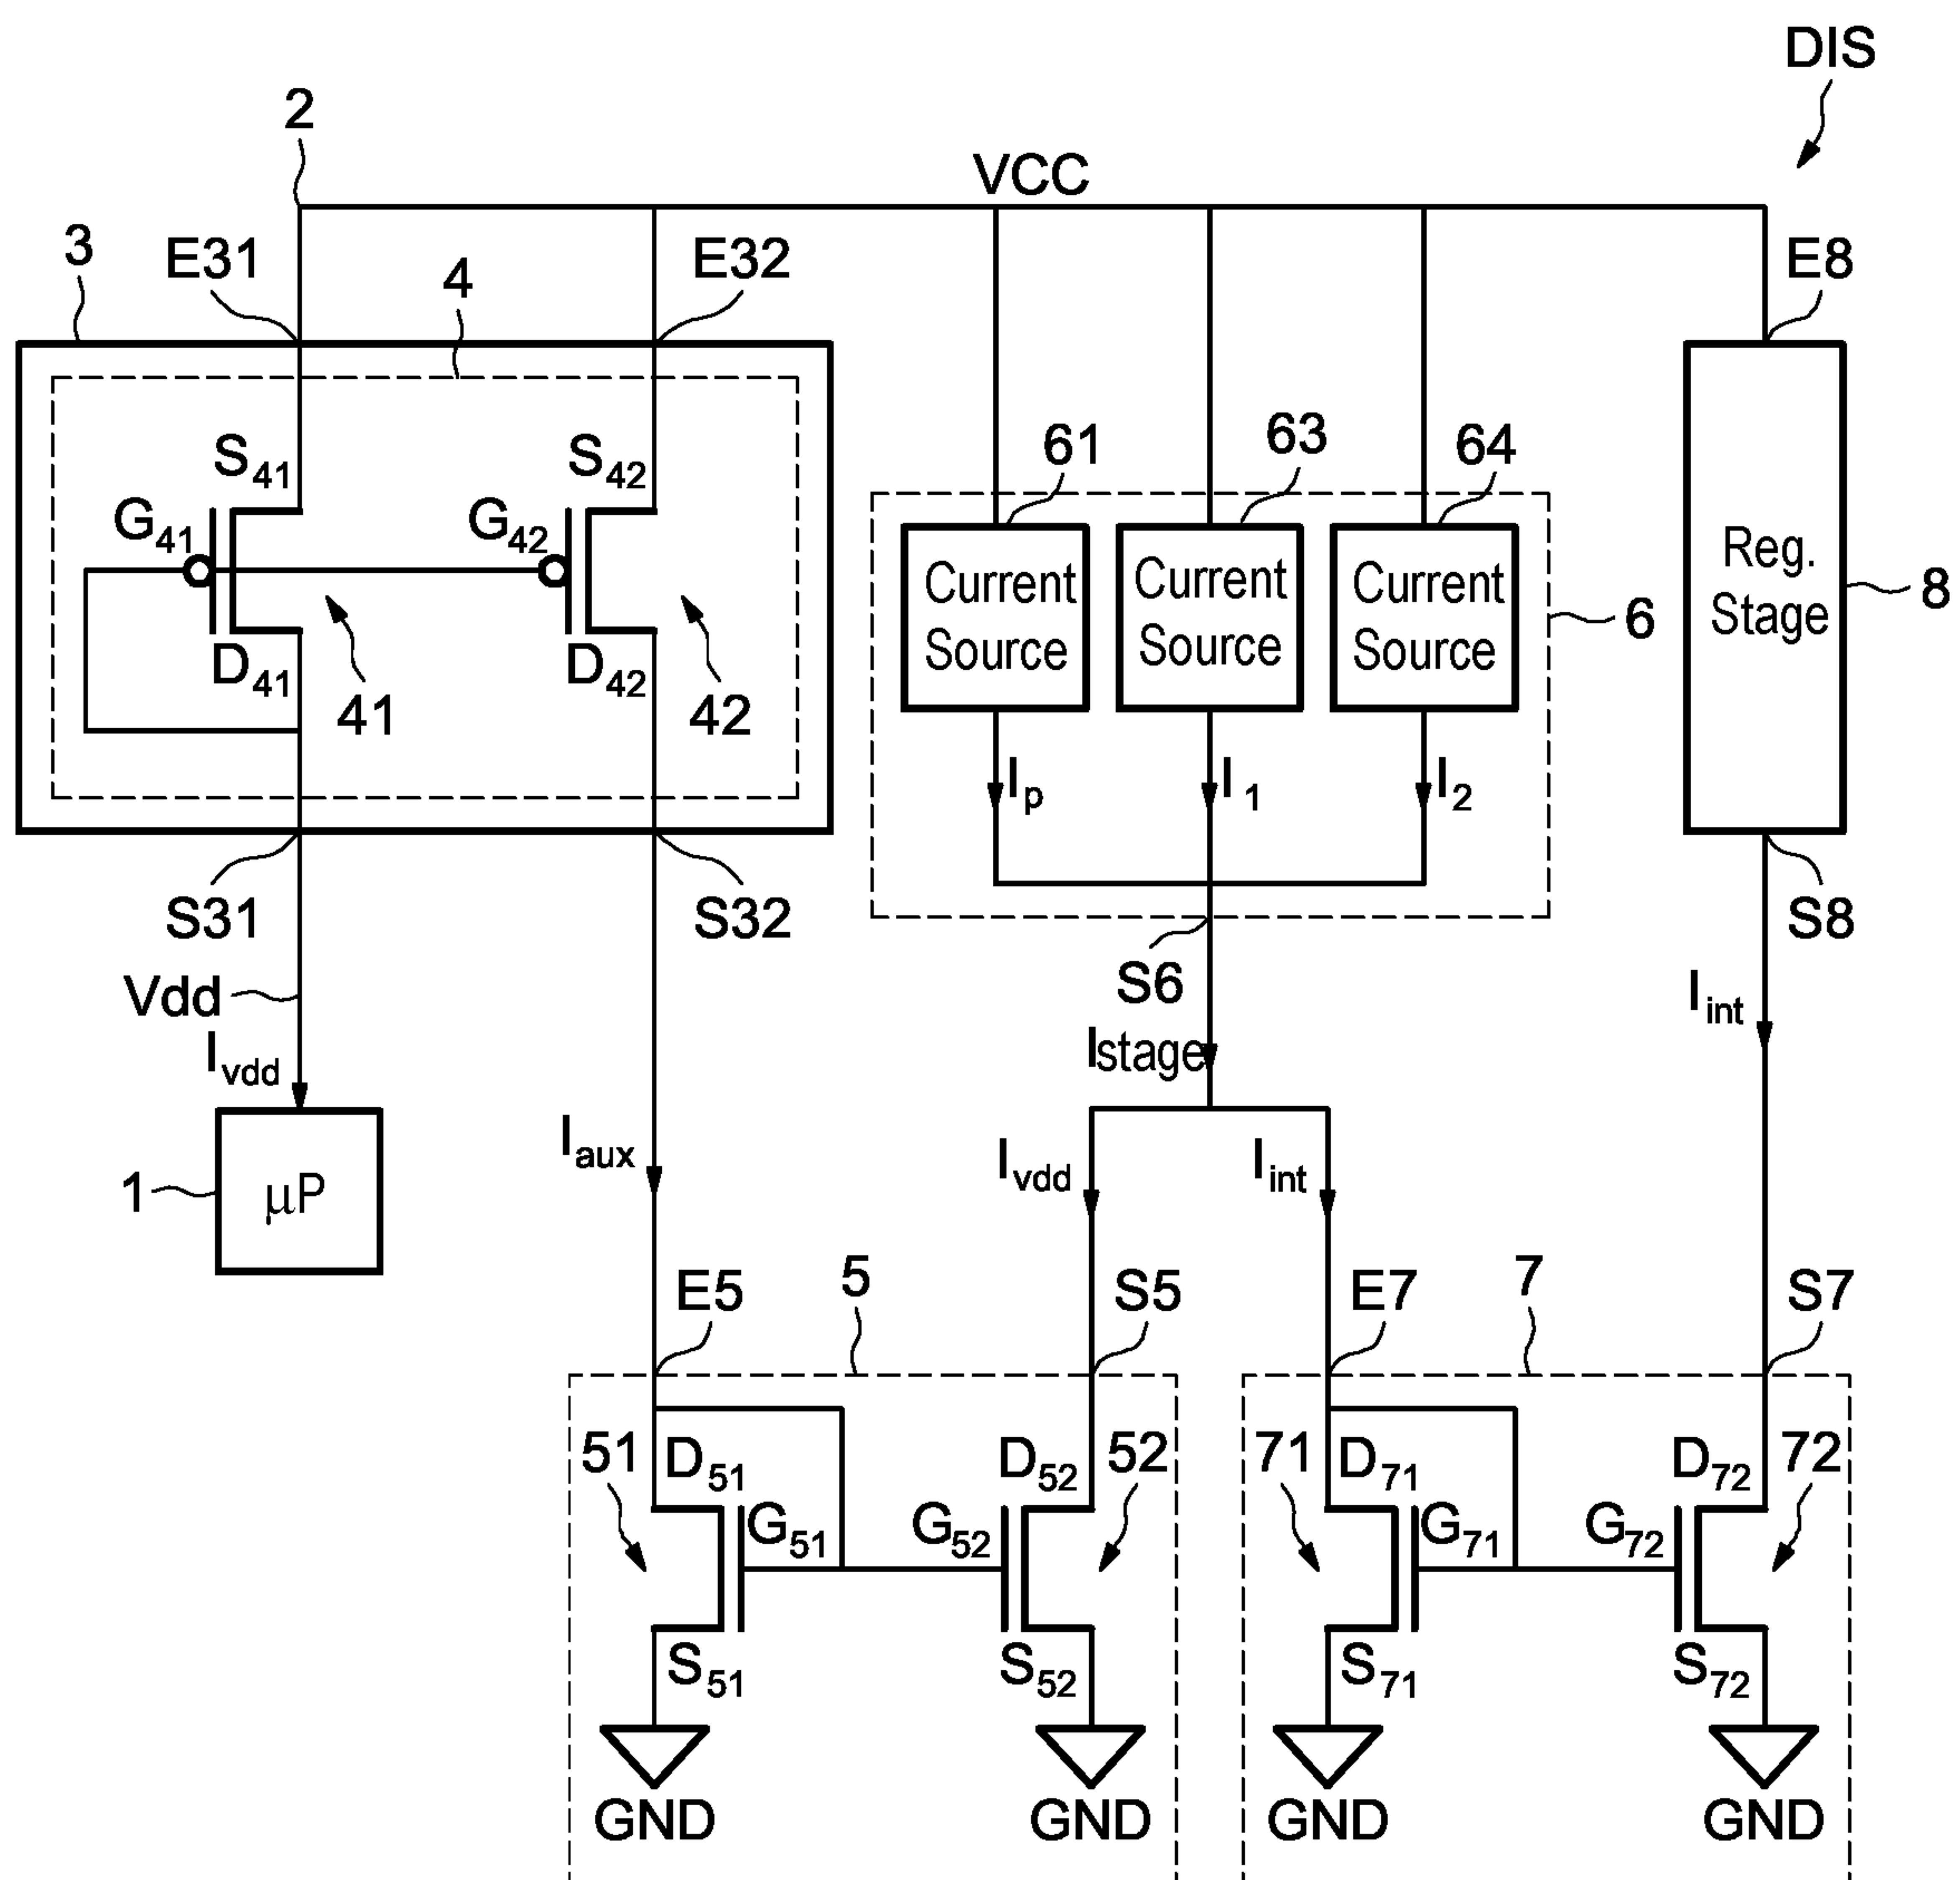 DIS
2
VCC
3
E31
4
E32
E8
S41
S42
61
63
64
G41
G42
Current Source
Current Source
Current Source
Reg. Stage
8
6
D41
D42
41
42
Ip
I1
I2
S31
S32
S6
S8
Vdd
Ivdd
Istage
Iint
1
µP
Iaux
Ivdd
Iint
E5
5
S5
E7
7
S7
51
D51
D52
52
71
D71
D72
72
G51
G52
G71
G72
S51
S52
S71
S72
GND
GND
GND
GND